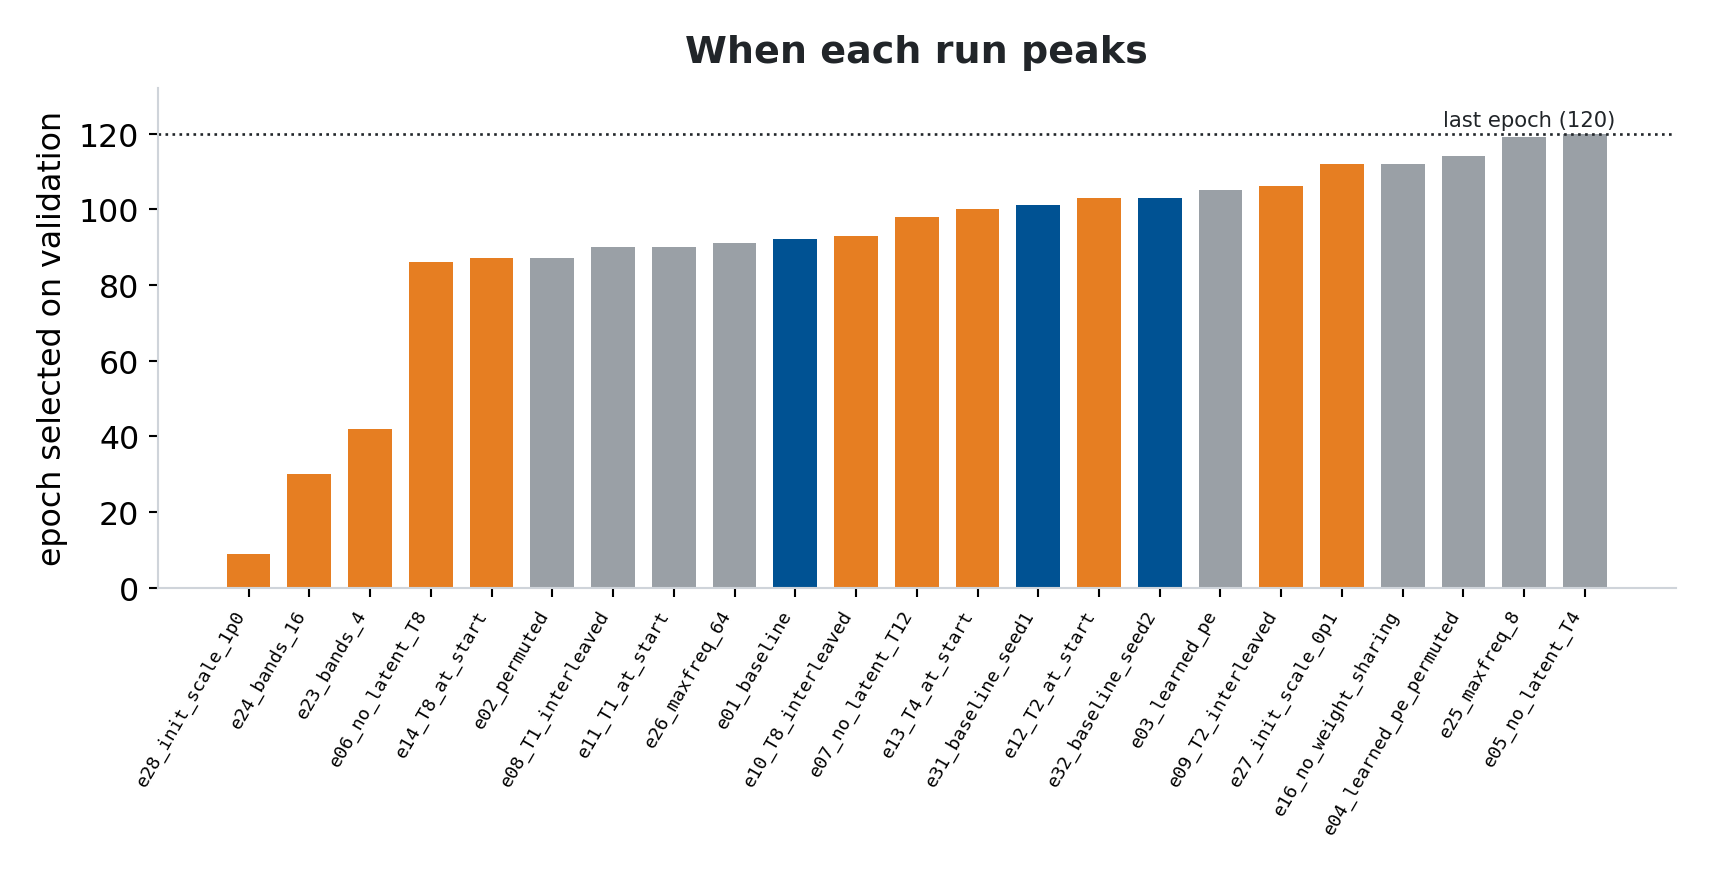 When each run peaks
epoch selected on validation
120
100
80
60
40
20
0
last epoch (120)
e28_init_scale_1p0
e24_bands_16
e23_bands_4
e06_no_latent_T8
e14_T8_at_start
e02_permuted
e08_T1_interleaved
e11_T1_at_start
e26_maxfreq_64
e01_baseline
e10_T8_interleaved
e07_no_latent_T12
e13_T4_at_start
e31_baseline_seed1
e12_T2_at_start
e32_baseline_seed2
e03_learned_pe
e09_T2_interleaved
e27_init_scale_0p1
e16_no_weight_sharing
e04_learned_pe_permuted
e25_maxfreq_8
e05_no_latent_T4